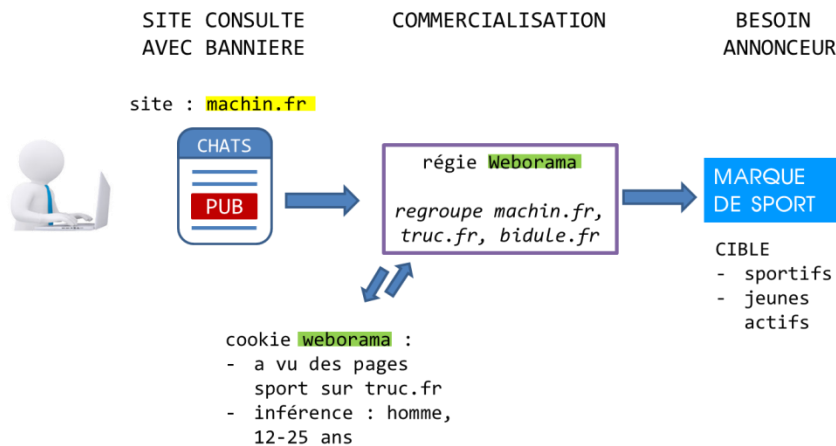 SITE CONSULTE
AVEC BANNIERE
COMMERCIALISATION
BESOIN
ANNONCEUR
site : machin.fr
CHATS
PUB
régie Weborama
regroupe machin.fr,
truc.fr, bidule.fr
MARQUE
DE SPORT
CIBLE
- sportifs
- jeunes
actifs
cookie weborama :
- a vu des pages
sport sur truc.fr
- inférence : homme,
12-25 ans